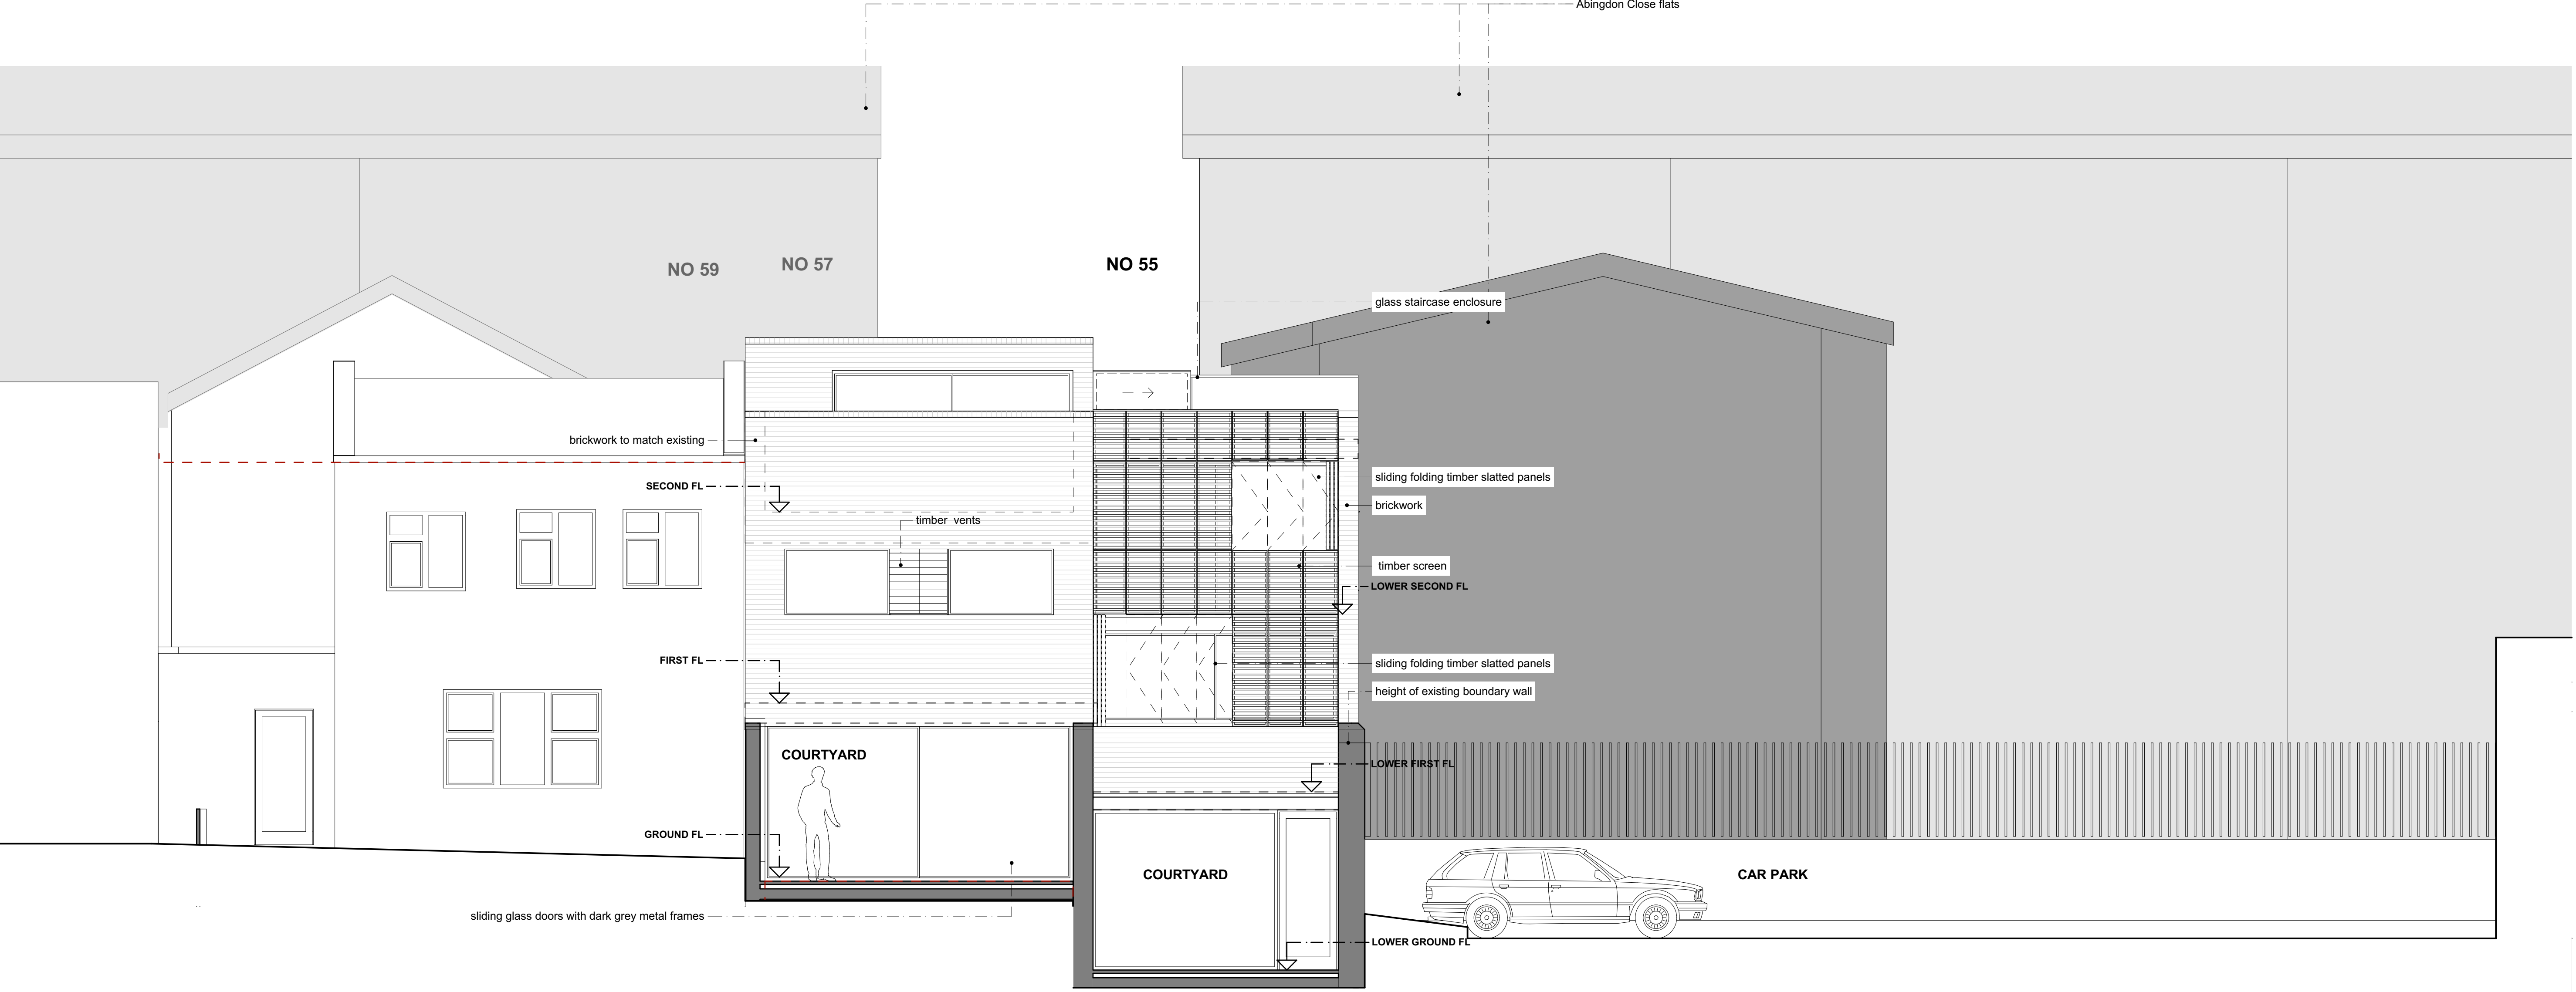 Abingdon Close flats
NO 59
NO 57
NO 55
glass staircase enclosure
brickwork to match existing
sliding folding timber slatted panels
SECOND FL
brickwork
timber vents
timber screen
LOWER SECOND FL
FIRST FL
sliding folding timber slatted panels
height of existing boundary wall
COURTYARD
LOWER FIRST FL
GROUND FL
COURTYARD
CAR PARK
sliding glass doors with dark grey metal frames
LOWER GROUND FL